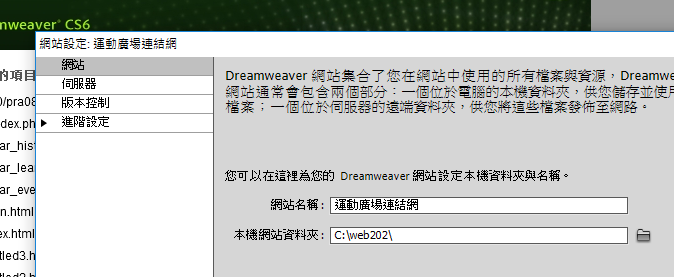 mweaver® CS6
網站設定: 運動廣場連結網
的項目
網站
伺服器
版本控制
進階設定
0/pra08
dex.ph
ar_hist
ar_lea
ar_eve
n.html
ex.html
tled3.h
Dreamweaver 網站集合了您在網站中使用的所有檔案與資源，Dreamwe
網站通常會包含兩個部分：一個位於電腦的本機資料夾，供您儲存並使用
檔案；一個位於伺服器的遠端資料夾，供您將這些檔案發佈至網路。
您可以在這裡為您的 Dreamweaver 網站設定本機資料夾與名稱。
網站名稱: 運動廣場連結網
本機網站資料夾: C:\web202\